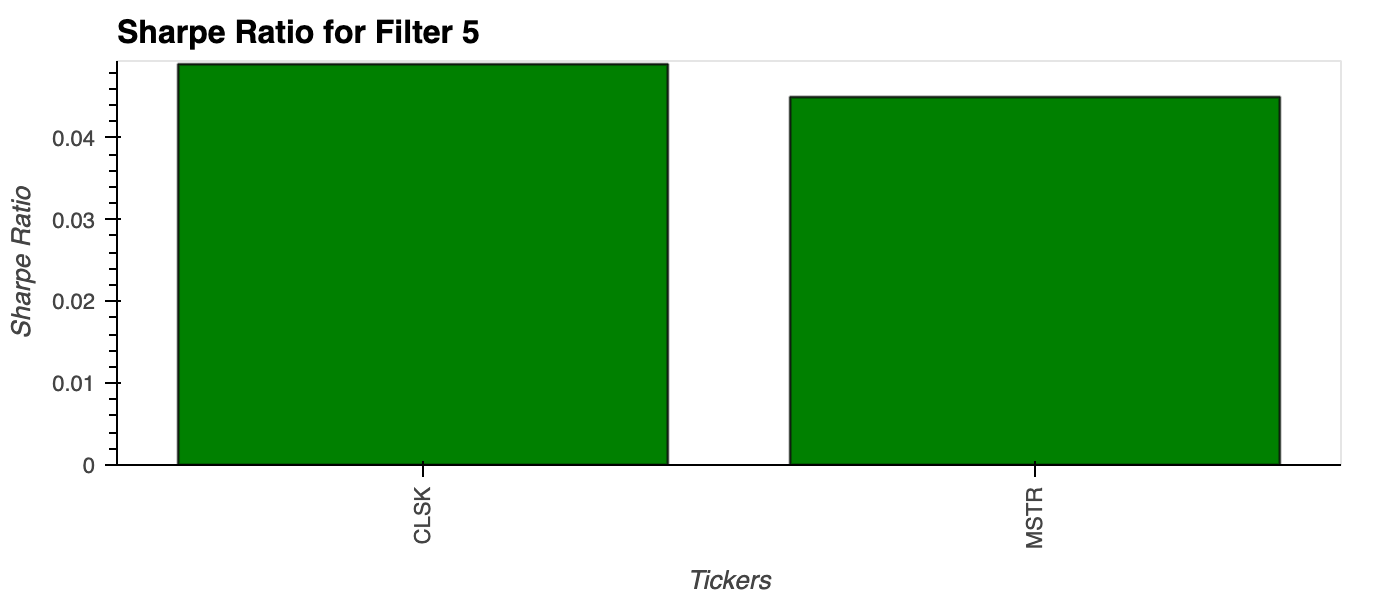 Sharpe Ratio for Filter 5
Sharpe Ratio
0.04
0.03
0.02
0.01
0
CLSK
MSTR
Tickers